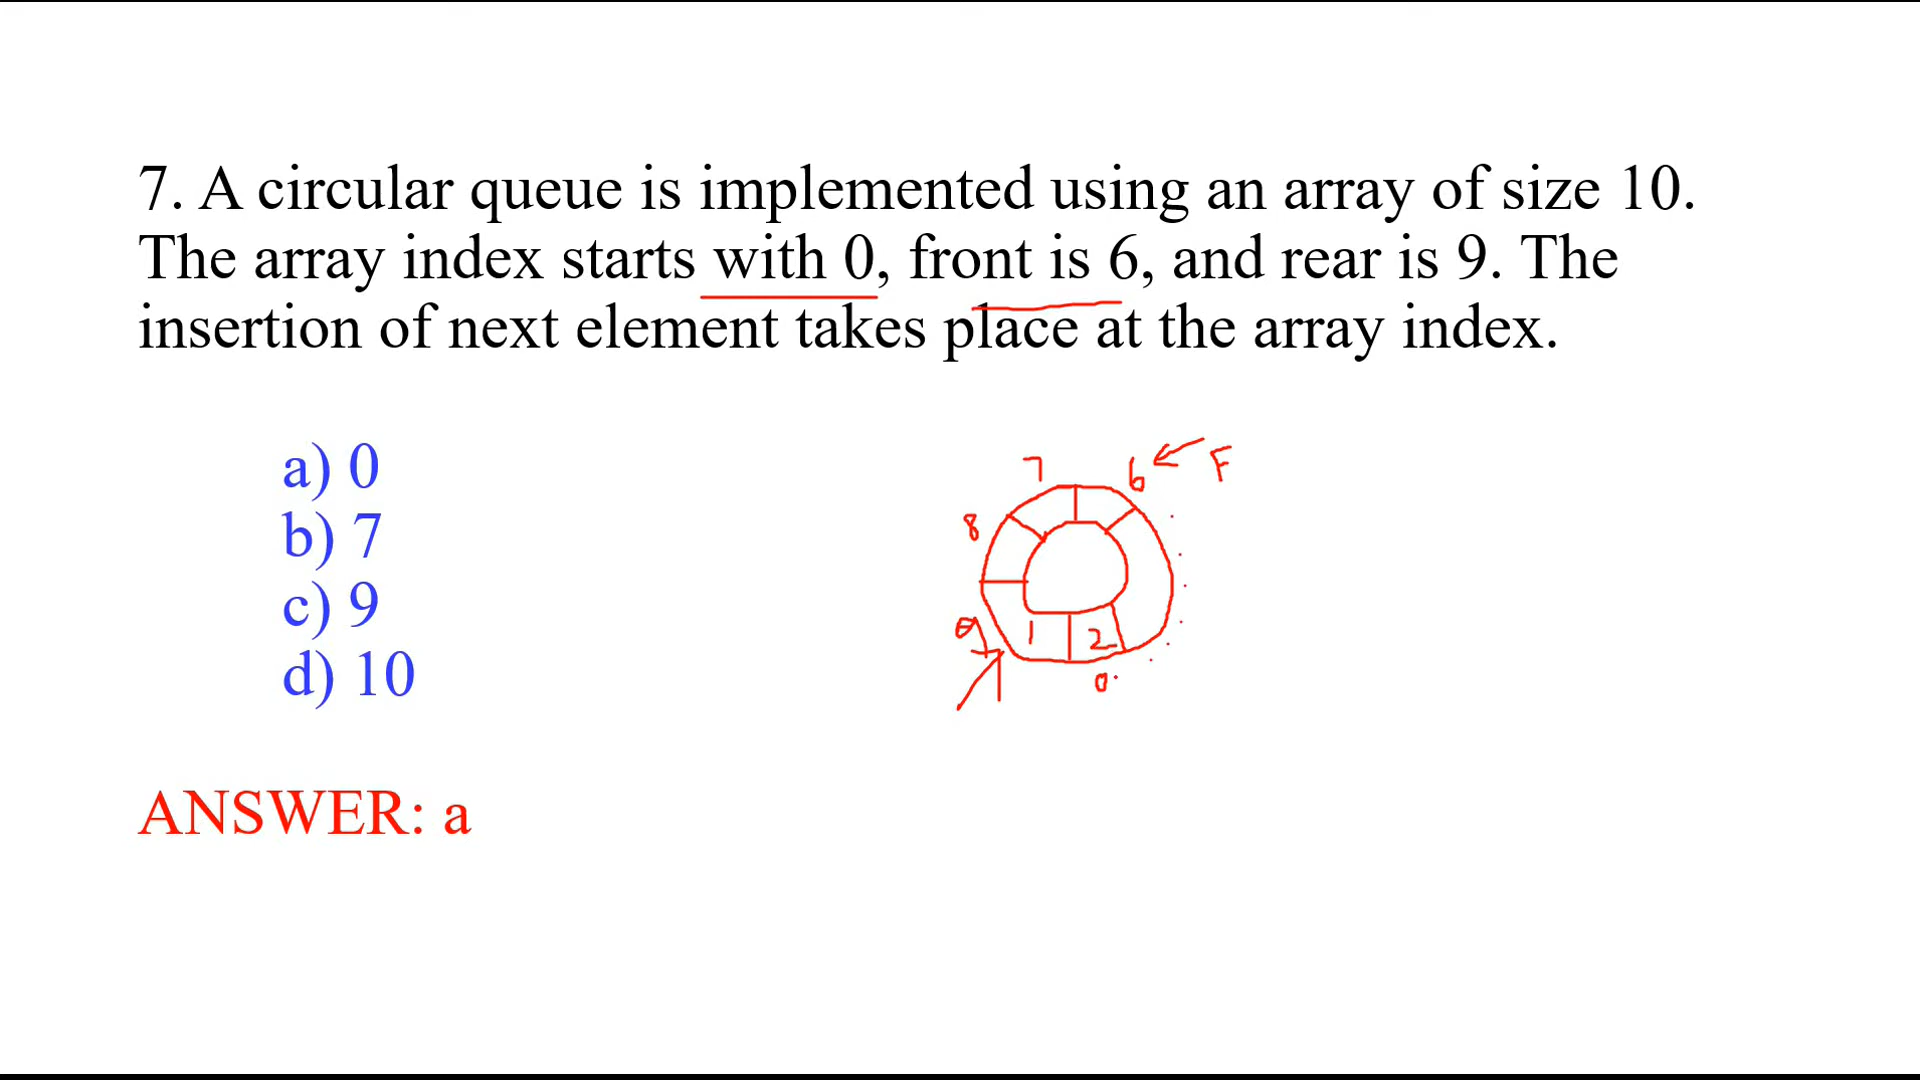 7. A circular queue is implemented using an array of size 10.
The array index starts with 0, front is 6, and rear is 9. The
insertion of next element takes place at the array index.
a) 0
b) 7
c) 9
d) 10
7
6
F
8
9
1
2
0
ANSWER: a